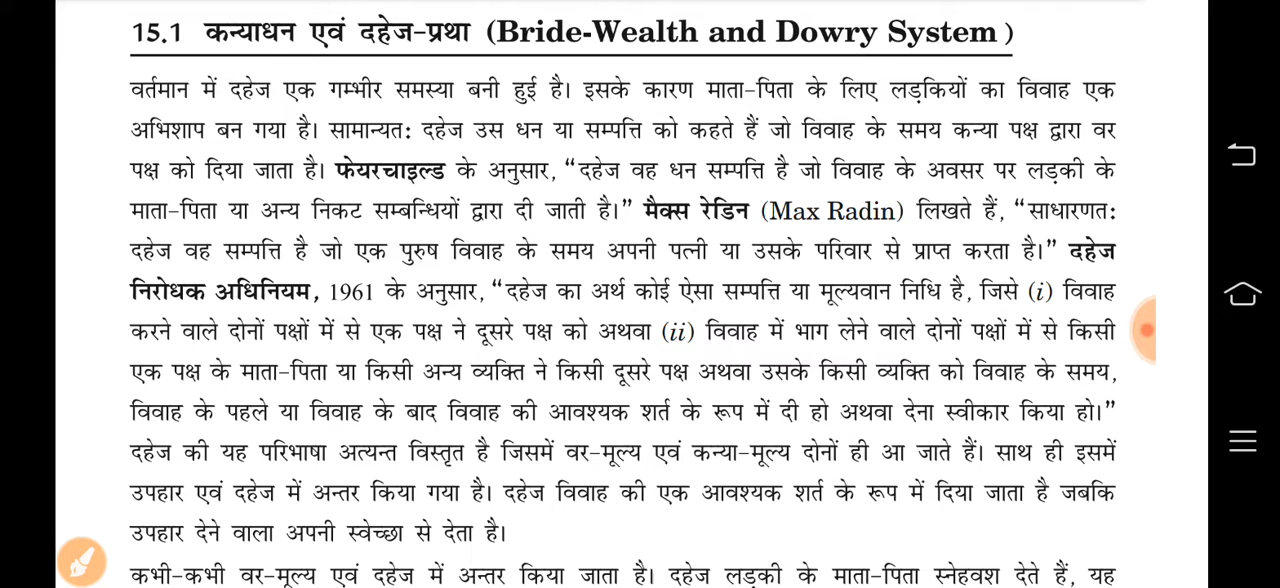 15.1 कन्याधन एवं दहेज-प्रथा (Bride-Wealth and Dowry System)
वर्तमान में दहेज एक गम्भीर समस्या बनी हुई है। इसके कारण माता-पिता के लिए लड़कियों का विवाह एक
अभिशाप बन गया है। सामान्यतः दहेज उस धन या सम्पत्ति को कहते हैं जो विवाह के समय कन्या पक्ष द्वारा वर
पक्ष को दिया जाता है। फेयरचाइल्ड के अनुसार, “दहेज वह धन सम्पत्ति है जो विवाह के अवसर पर लड़की के
माता-पिता या अन्य निकट सम्बन्धियों द्वारा दी जाती है।” मैक्स रेडिन (Max Radin) लिखते हैं, “साधारणतः
दहेज वह सम्पत्ति है जो एक पुरुष विवाह के समय अपनी पत्नी या उसके परिवार से प्राप्त करता है।” दहेज
निरोधक अधिनियम, 1961 के अनुसार, “दहेज का अर्थ कोई ऐसा सम्पत्ति या मूल्यवान निधि है, जिसे (i) विवाह
करने वाले दोनों पक्षों में से एक पक्ष ने दूसरे पक्ष को अथवा (ii) विवाह में भाग लेने वाले दोनों पक्षों में से किसी
एक पक्ष के माता-पिता या किसी अन्य व्यक्ति ने किसी दूसरे पक्ष अथवा उसके किसी व्यक्ति को विवाह के समय,
विवाह के पहले या विवाह के बाद विवाह की आवश्यक शर्त के रूप में दी हो अथवा देना स्वीकार किया हो।”
दहेज की यह परिभाषा अत्यन्त विस्तृत है जिसमें वर-मूल्य एवं कन्या-मूल्य दोनों ही आ जाते हैं। साथ ही इसमें
उपहार एवं दहेज में अन्तर किया गया है। दहेज विवाह की एक आवश्यक शर्त के रूप में दिया जाता है जबकि
उपहार देने वाला अपनी स्वेच्छा से देता है।
कभी-कभी वर-मूल्य एवं दहेज में अन्तर किया जाता है। दहेज लड़की के माता-पिता स्नेहवश देते हैं, यह